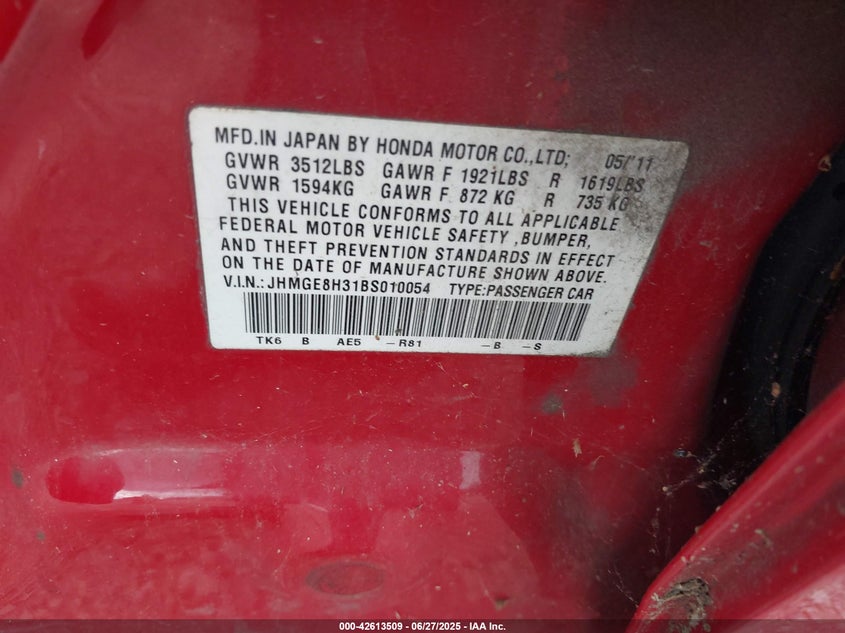 MFD.IN JAPAN BY HONDA MOTOR CO.,LTD; 05/'11
GVWR 3512LBS GAWR F 1921LBS R 1619LBS
GVWR 1594KG GAWR F. 872 KG R 735 KG
THIS VEHICLE CONFORMS TO ALL APPLICABLE
FEDERAL MOTOR VEHICLE SAFETY ,BUMPER,
AND THEFT PREVENTION STANDARDS IN EFFECT
ON THE DATE OF MANUFACTURE SHOWN ABOVE.
V.I.N.:JHMGE8H31BS010054 TYPE:PASSENGER CAR
TK6 B AE5 –R81 –B –S
000-42613509 - 06/27/2025 - IAA Inc.